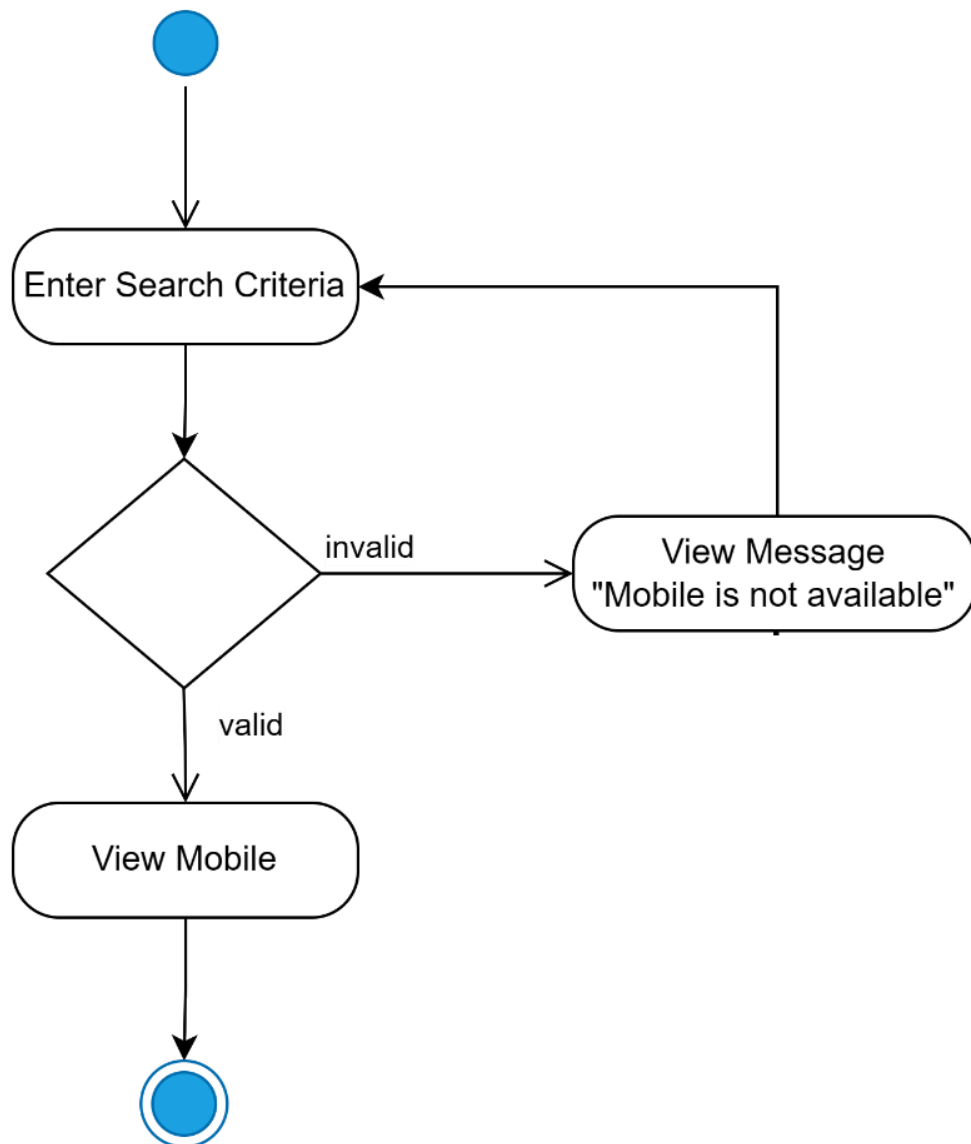 Enter Search Criteria
invalid
View Message
"Mobile is not available"
valid
View Mobile